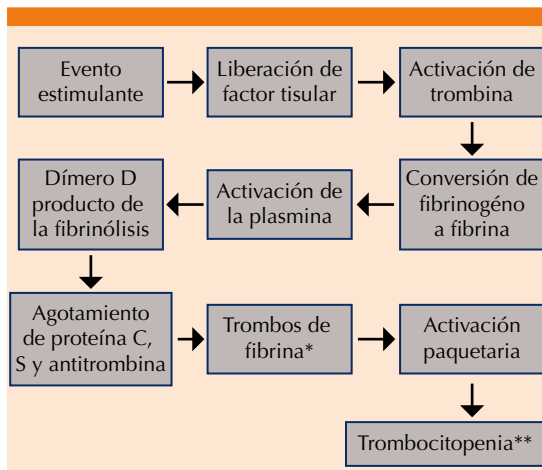 Evento
estimulante
Liberación de
factor tisular
Activación de
trombina
Conversión de
fibrinogéno
a fibrina
Activación de
la plasmina
Dímero D
producto de
la fibrinólisis
Agotamiento
de proteína C,
S y antitrombina
Trombos de
fibrina*
Activación
paquetaria
Trombocitopenia**